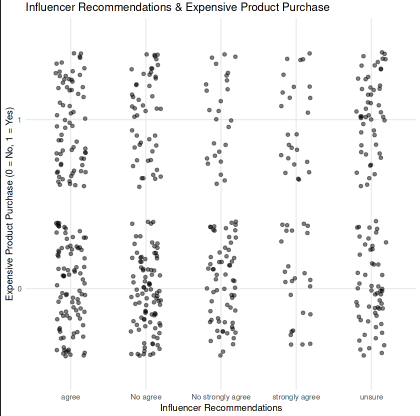 Influencer Recommendations & Expensive Product Purchase
Expensive Product Purchase (0 = No, 1 = Yes)
1
0
agree
No agree
No strongly agree
strongly agree
unsure
Influencer Recommendations